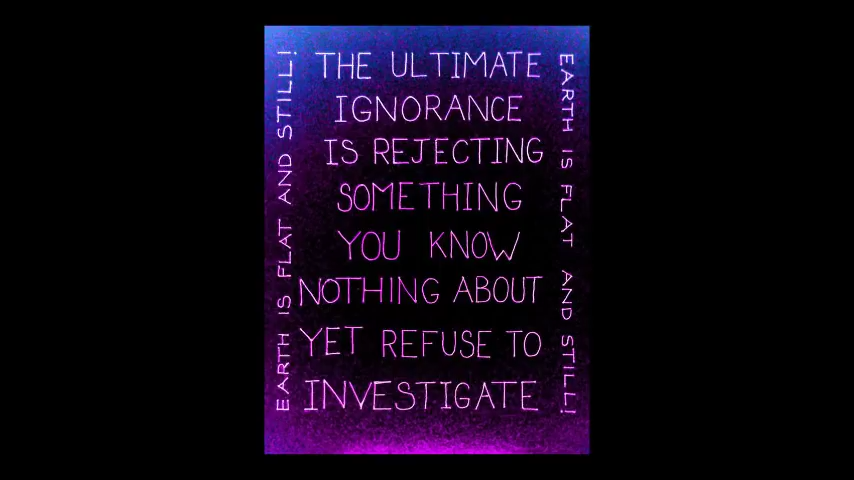 EARTH IS FLAT AND STILL!
THE ULTIMATE
IGNORANCE
IS REJECTING
SOMETHING
YOU KNOW
NOTHING ABOUT
YET REFUSE TO
INVESTIGATE
EARTH IS FLAT AND STILL!